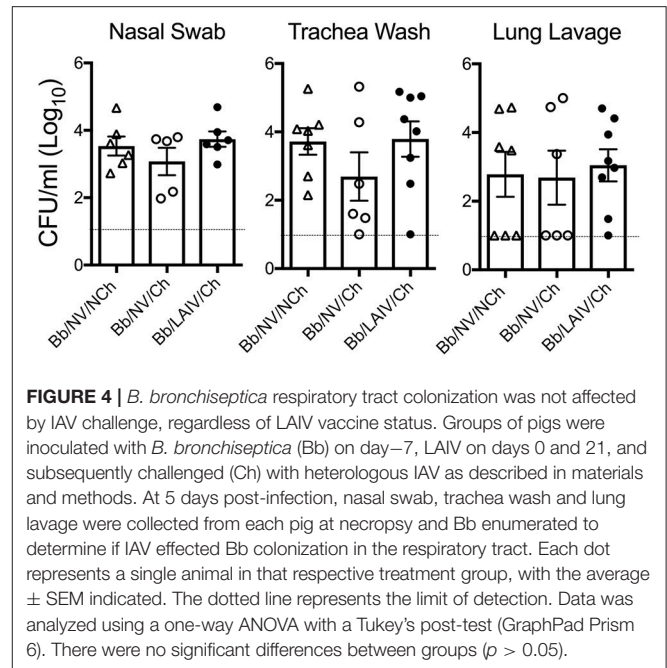 Nasal Swab
Trachea Wash
Lung Lavage
CFU/ml (Log10)
6
4
2
0
6
4
2
0
6
4
2
0
Bb/NV/NCh
Bb/NV/Ch
Bb/LAIV/Ch
Bb/NV/NCh
Bb/NV/Ch
Bb/LAIV/Ch
Bb/NV/NCh
Bb/NV/Ch
Bb/LAIV/Ch
FIGURE 4 | B. bronchiseptica respiratory tract colonization was not affected
by IAV challenge, regardless of LAIV vaccine status. Groups of pigs were
inoculated with B. bronchiseptica (Bb) on day−7, LAIV on days 0 and 21, and
subsequently challenged (Ch) with heterologous IAV as described in materials
and methods. At 5 days post-infection, nasal swab, trachea wash and lung
lavage were collected from each pig at necropsy and Bb enumerated to
determine if IAV effected Bb colonization in the respiratory tract. Each dot
represents a single animal in that respective treatment group, with the average
± SEM indicated. The dotted line represents the limit of detection. Data was
analyzed using a one-way ANOVA with a Tukey's post-test (GraphPad Prism
6). There were no significant differences between groups (p > 0.05).